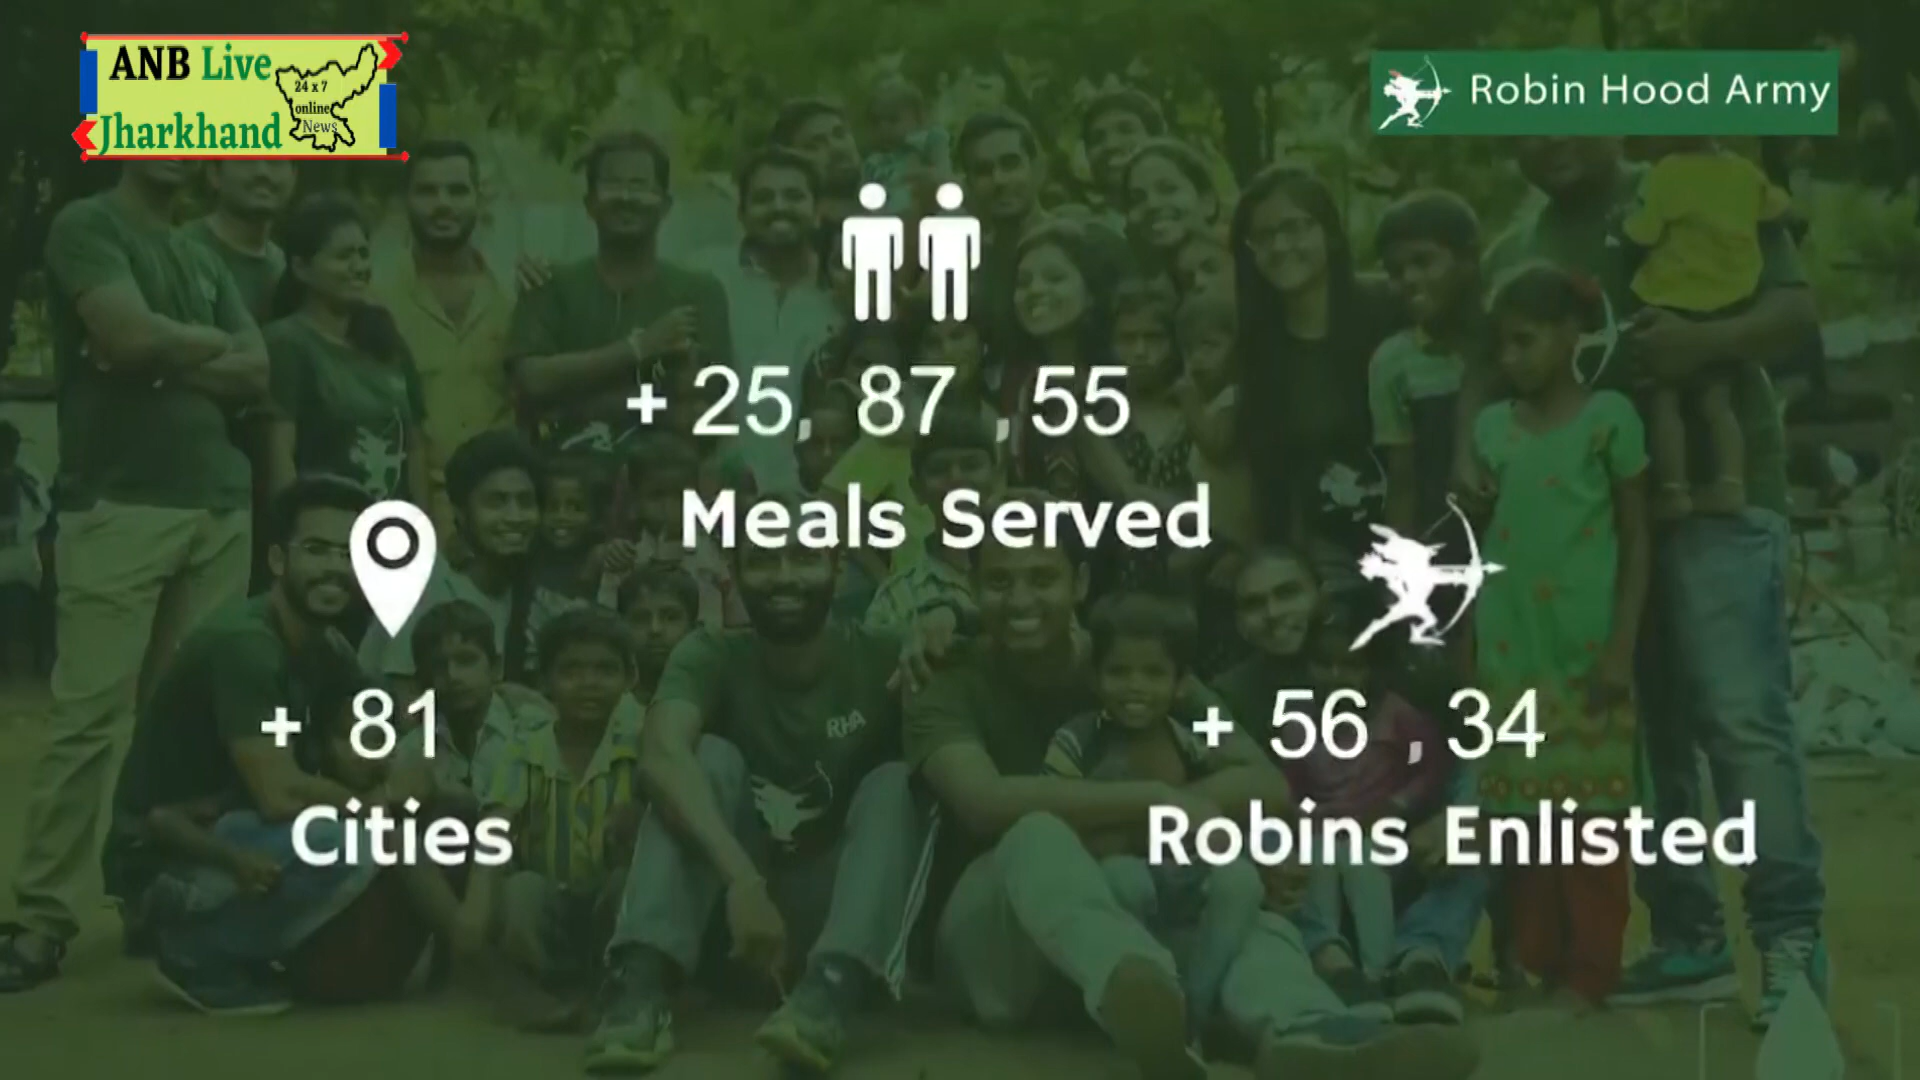 ANB Live
Jharkhand
24 x 7
online
News
Robin Hood Army
+ 25, 87 , 55
Meals Served
+ 81
Cities
+ 56 , 34
Robins Enlisted
RHA